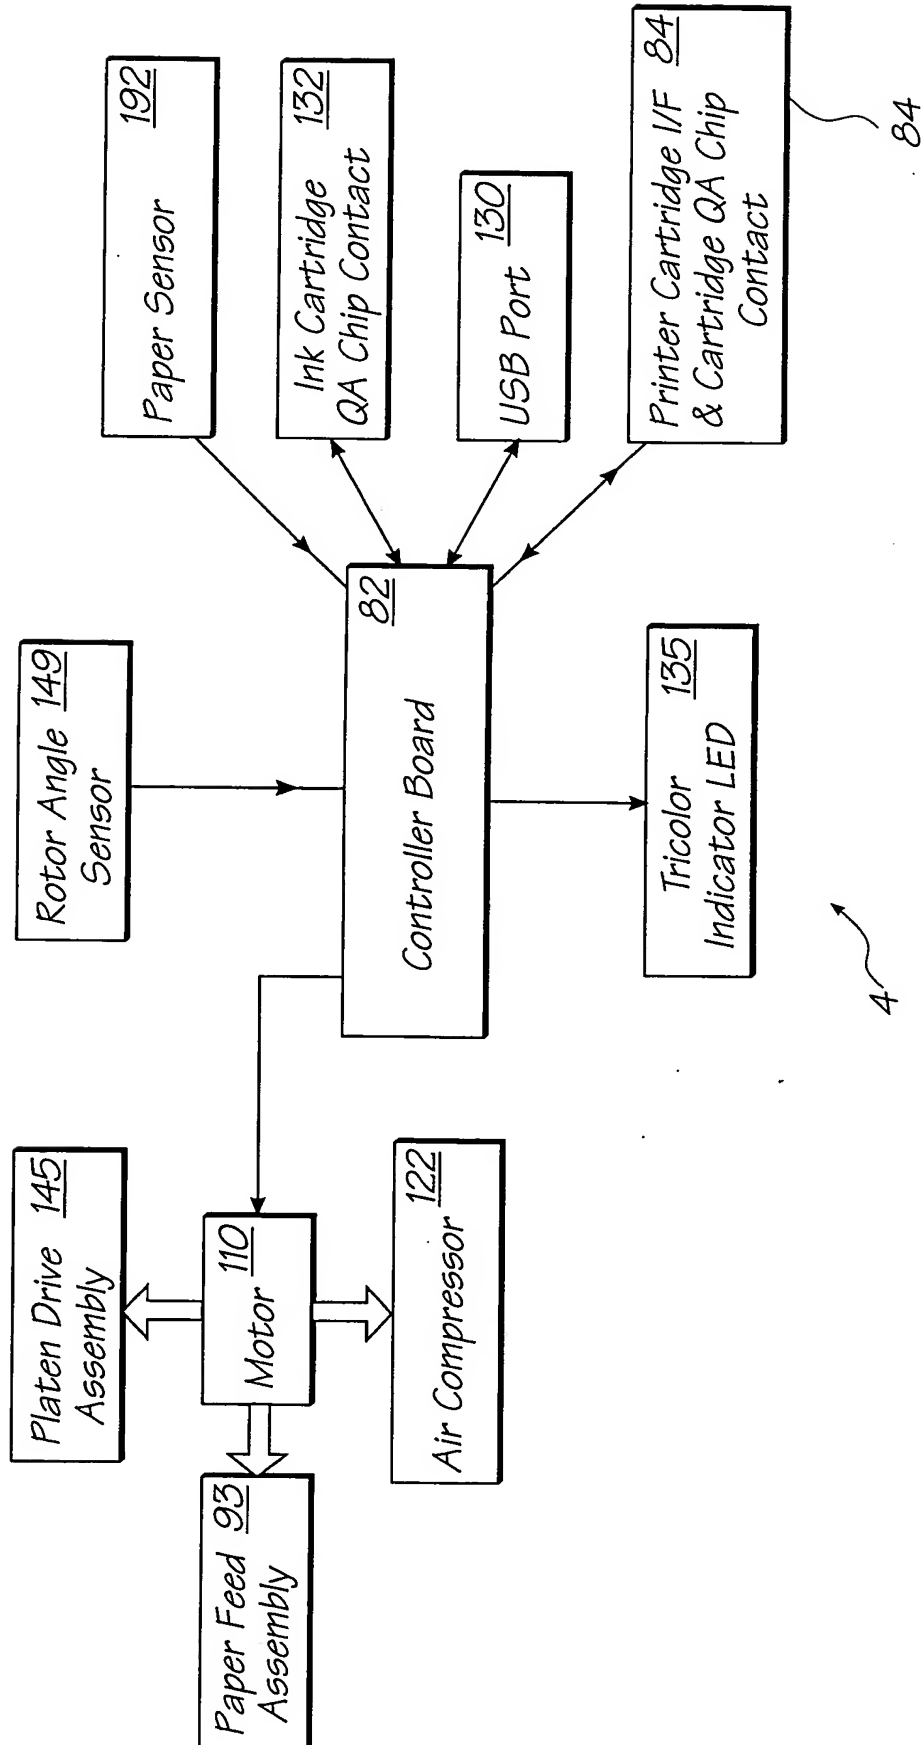 Paper Feed 93
Assembly
Platen Drive 145
Assembly
110
Motor
122
Air Compressor
Rotor Angle 149
Sensor
82
Controller Board
Tricolor 135
Indicator LED
192
Paper Sensor
Ink Cartridge 132
QA Chip Contact
USB Port 130
Printer Cartridge I/F 84
& Cartridge QA Chip
Contact
84
4